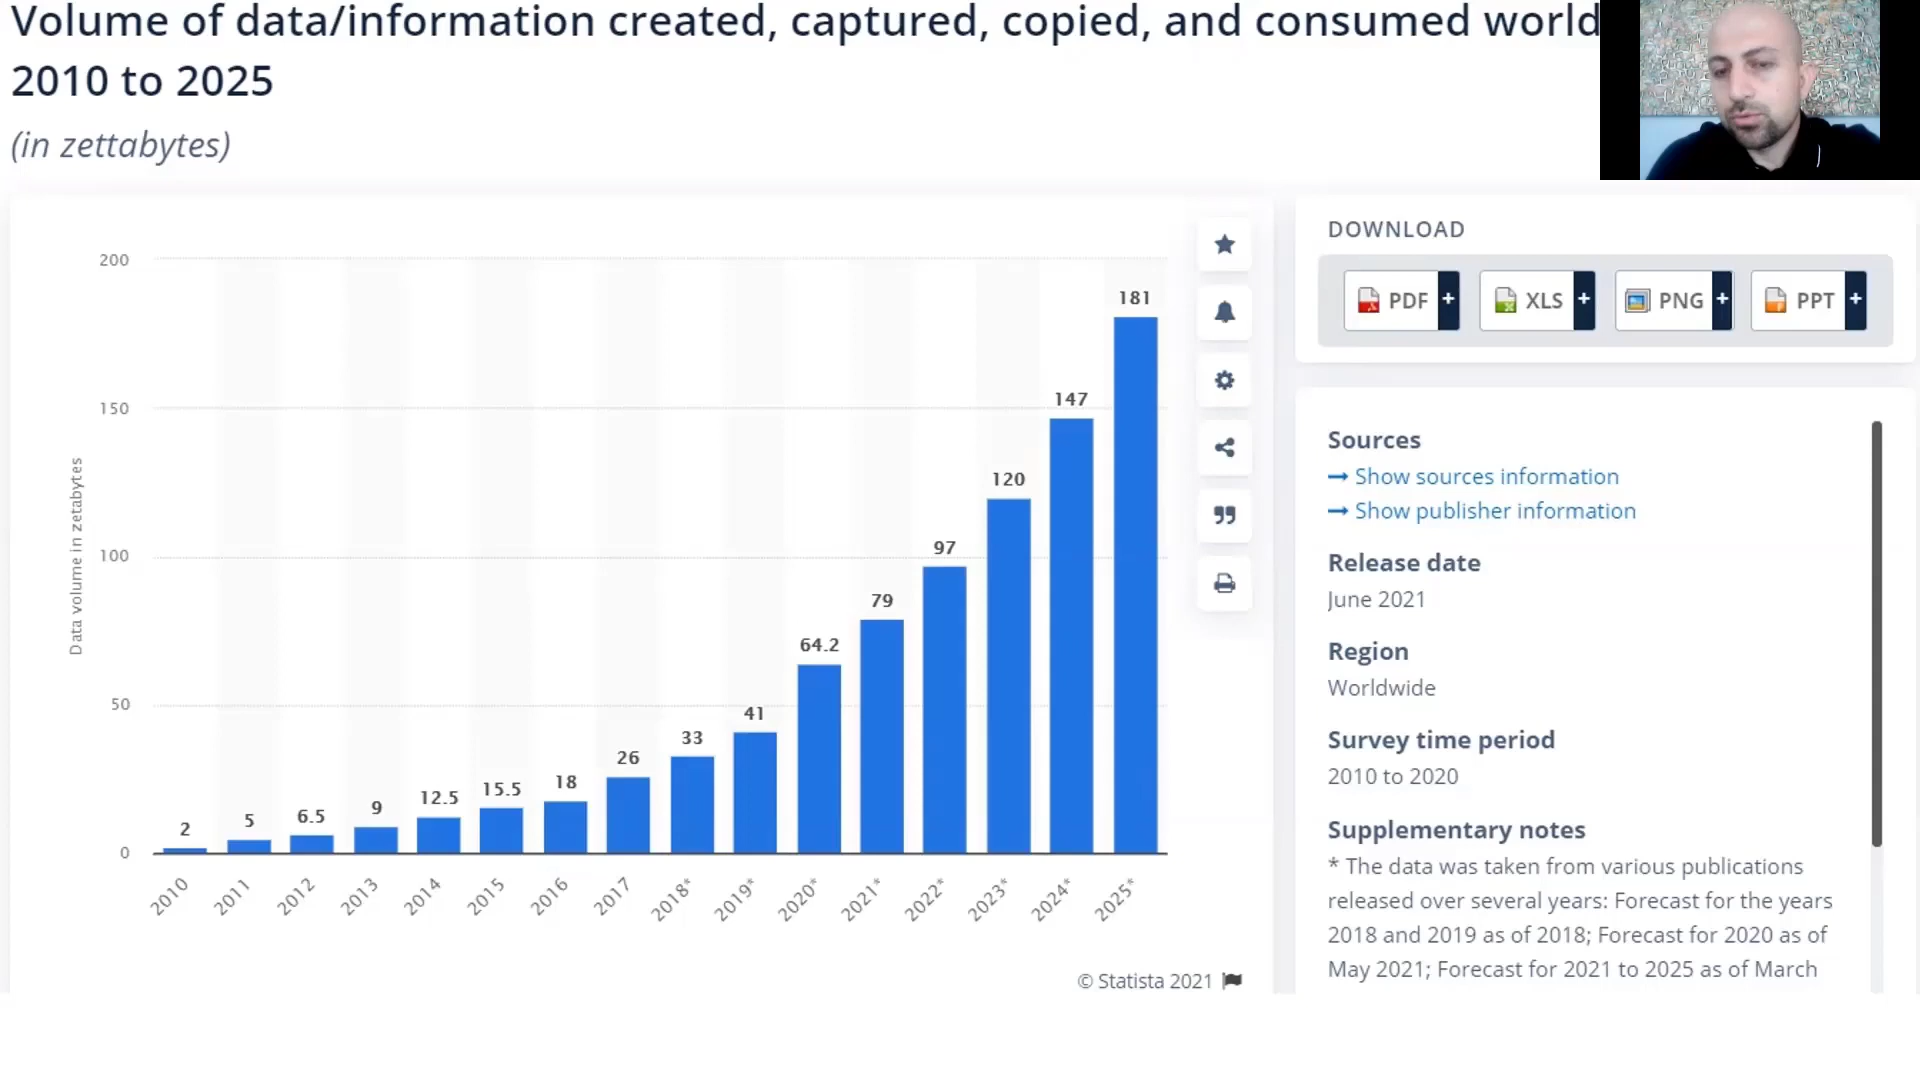 Volume of data/information created, captured, copied, and consumed world
2010 to 2025
(in zettabytes)
Data volume in zetabytes
200
150
100
50
0
2
5
6.5
9
12.5
15.5
18
26
33
41
64.2
79
97
120
147
181
2010
2011
2012
2013
2014
2015
2016
2017
2018*
2019*
2020*
2021*
2022*
2023*
2024*
2025*
© Statista 2021
DOWNLOAD
PDF +
XLS +
PNG +
PPT +
Sources
→ Show sources information
→ Show publisher information
Release date
June 2021
Region
Worldwide
Survey time period
2010 to 2020
Supplementary notes
* The data was taken from various publications
released over several years: Forecast for the years
2018 and 2019 as of 2018; Forecast for 2020 as of
May 2021; Forecast for 2021 to 2025 as of March